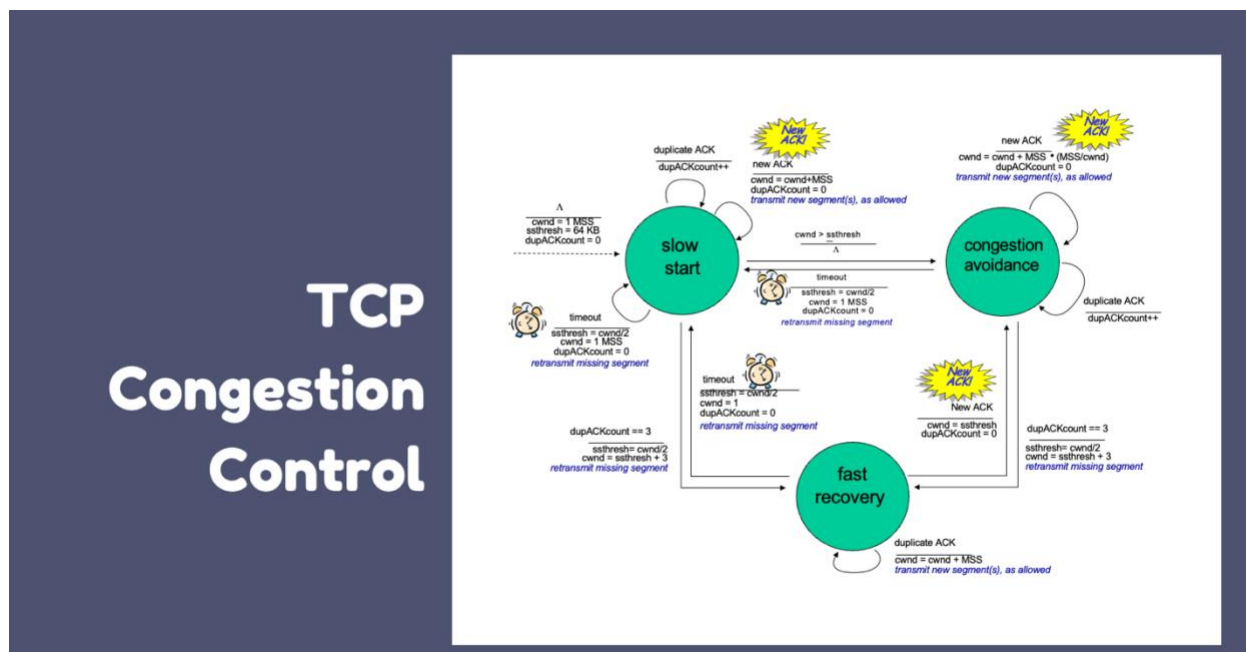 TCP
Congestion
Control
duplicate ACK
dupACKcount++
New
ACK!
new ACK
cwnd = cwnd+MSS
dupACKcount = 0
transmit new segment(s), as allowed
New
ACK!
new ACK
cwnd = cwnd + MSS • (MSS/cwnd)
dupACKcount = 0
transmit new segment(s), as allowed
Λ
cwnd = 1 MSS
ssthresh = 64 KB
dupACKcount = 0
slow
start
cwnd > ssthresh
Λ
congestion
avoidance
timeout
ssthresh = cwnd/2
cwnd = 1 MSS
dupACKcount = 0
retransmit missing segment
duplicate ACK
dupACKcount++
timeout
ssthresh = cwnd/2
cwnd = 1 MSS
dupACKcount = 0
retransmit missing segment
timeout
ssthresh = cwnd/2
cwnd = 1
dupACKcount = 0
retransmit missing segment
New
ACK!
New ACK
cwnd = ssthresh
dupACKcount = 0
dupACKcount == 3
ssthresh= cwnd/2
cwnd = ssthresh + 3
retransmit missing segment
dupACKcount == 3
ssthresh= cwnd/2
cwnd = ssthresh + 3
retransmit missing segment
fast
recovery
duplicate ACK
cwnd = cwnd + MSS
transmit new segment(s), as allowed